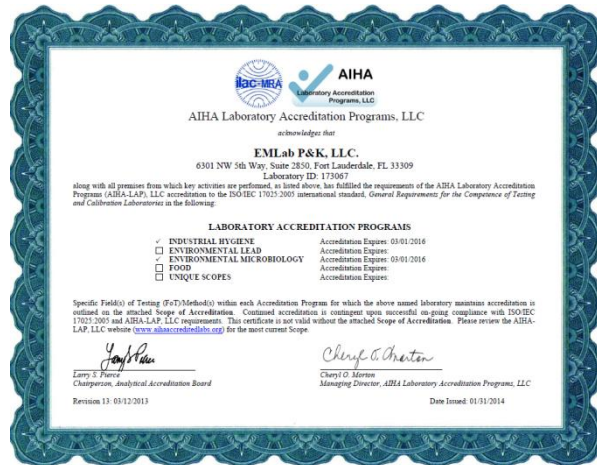 ilac-MRA
AIHA
Laboratory Accreditation
Programs, LLC
AIHA Laboratory Accreditation Programs, LLC
acknowledges that
EMLab P&K, LLC.
6301 NW 5th Way, Suite 2850, Fort Lauderdale, FL 33309
Laboratory ID: 173067
along with all premises from which key activities are performed, as listed above, has fulfilled the requirements of the AIHA Laboratory Accreditation
Programs (AIHA-LAP), LLC accreditation to the ISO/IEC 17025:2005 international standard, General Requirements for the Competence of Testing
and Calibration Laboratories in the following:
LABORATORY ACCREDITATION PROGRAMS
✓ INDUSTRIAL HYGIENE Accreditation Expires: 03/01/2016
☐ ENVIRONMENTAL LEAD Accreditation Expires:
✓ ENVIRONMENTAL MICROBIOLOGY Accreditation Expires: 03/01/2016
☐ FOOD Accreditation Expires:
☐ UNIQUE SCOPES Accreditation Expires:
Specific Field(s) of Testing (FoT)/Method(s) within each Accreditation Program for which the above named laboratory maintains accreditation is
outlined on the attached Scope of Accreditation. Continued accreditation is contingent upon successful on-going compliance with ISO/IEC
17025:2005 and AIHA-LAP, LLC requirements. This certificate is not valid without the attached Scope of Accreditation. Please review the AIHA-
LAP, LLC website (www.aihaaccreditedlabs.org) for the most current Scope.
Cheryl O. Morton
Larry S. Pierce Cheryl O. Morton
Chairperson, Analytical Accreditation Board Managing Director, AIHA Laboratory Accreditation Programs, LLC
Revision 13: 03/12/2013 Date Issued: 01/31/2014